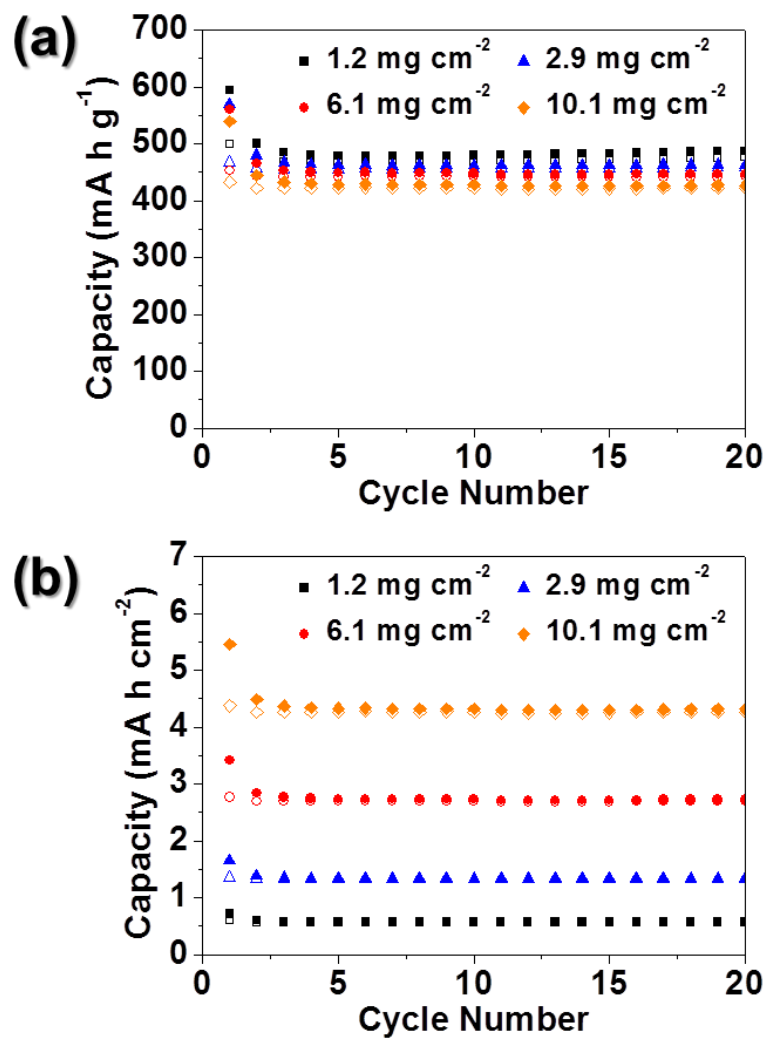 (a)
Capacity (mA h g⁻¹)
700
600
500
400
300
200
100
0
1.2 mg cm⁻² 2.9 mg cm⁻²
6.1 mg cm⁻² 10.1 mg cm⁻²
0 5 10 15 20
Cycle Number
(b)
Capacity (mA h cm⁻²)
7
6
5
4
3
2
1
0
1.2 mg cm⁻² 2.9 mg cm⁻²
6.1 mg cm⁻² 10.1 mg cm⁻²
0 5 10 15 20
Cycle Number